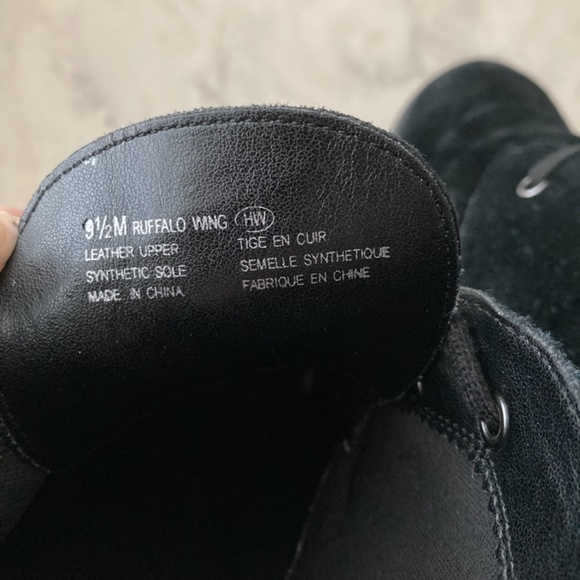 9½M RUFFALO WING HW
LEATHER UPPER TIGE EN CUIR
SYNTHETIC SOLE SEMELLE SYNTHETIQUE
MADE IN CHINA FABRIQUE EN CHINE